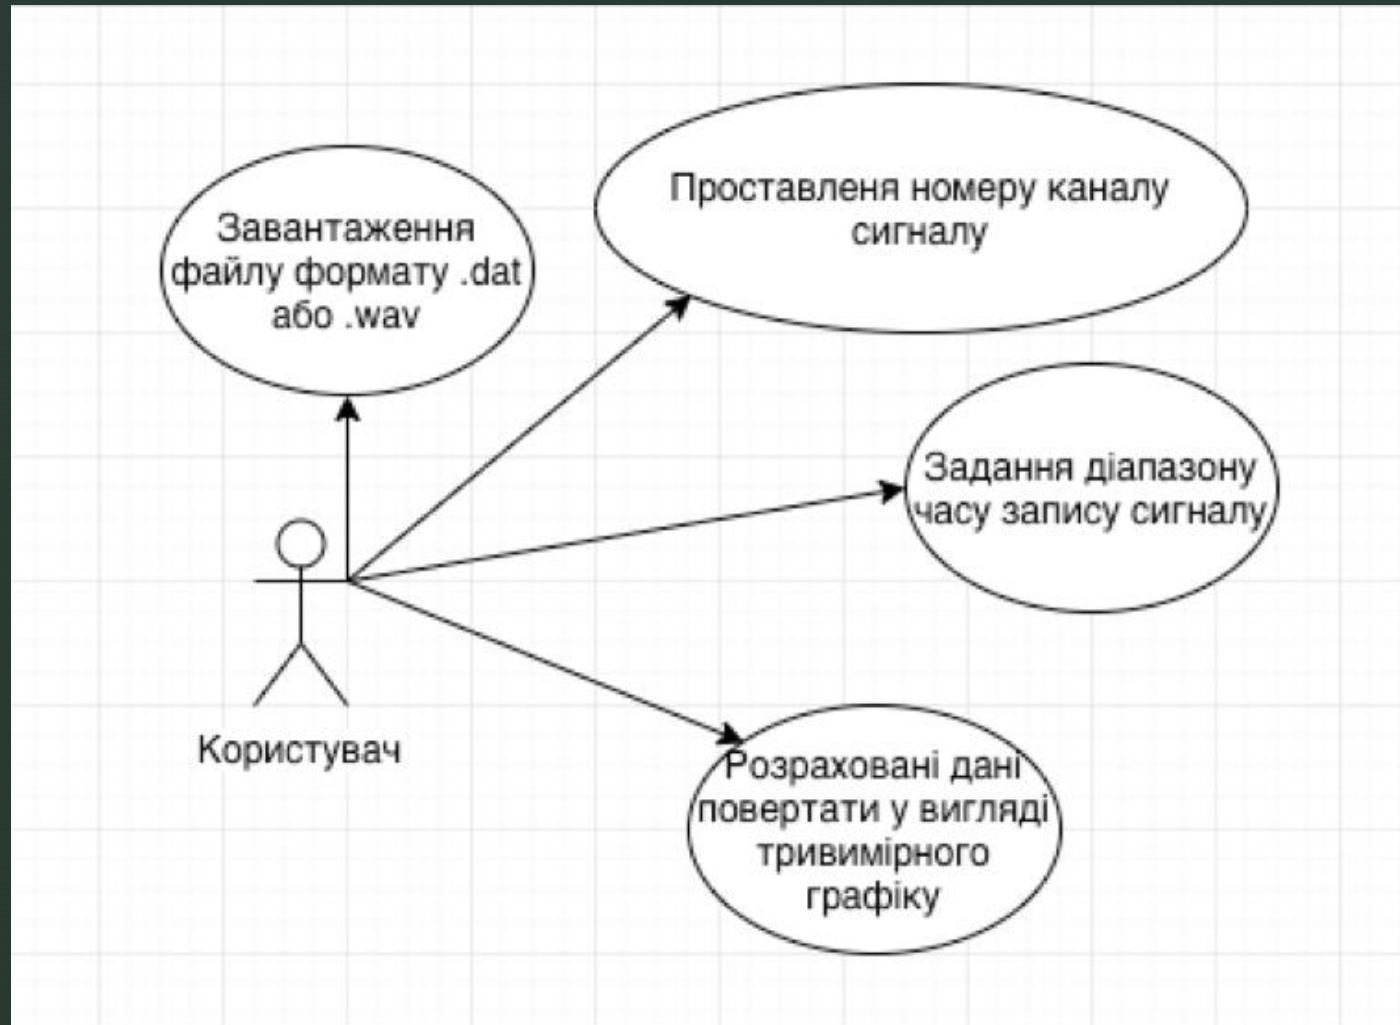 Завантаження
файлу формату .dat
або .wav
Проставленя номеру каналу
сигналу
Задання діапазону
часу запису сигналу
Користувач
Розраховані дані
повертати у вигляді
тривимірного
графіку